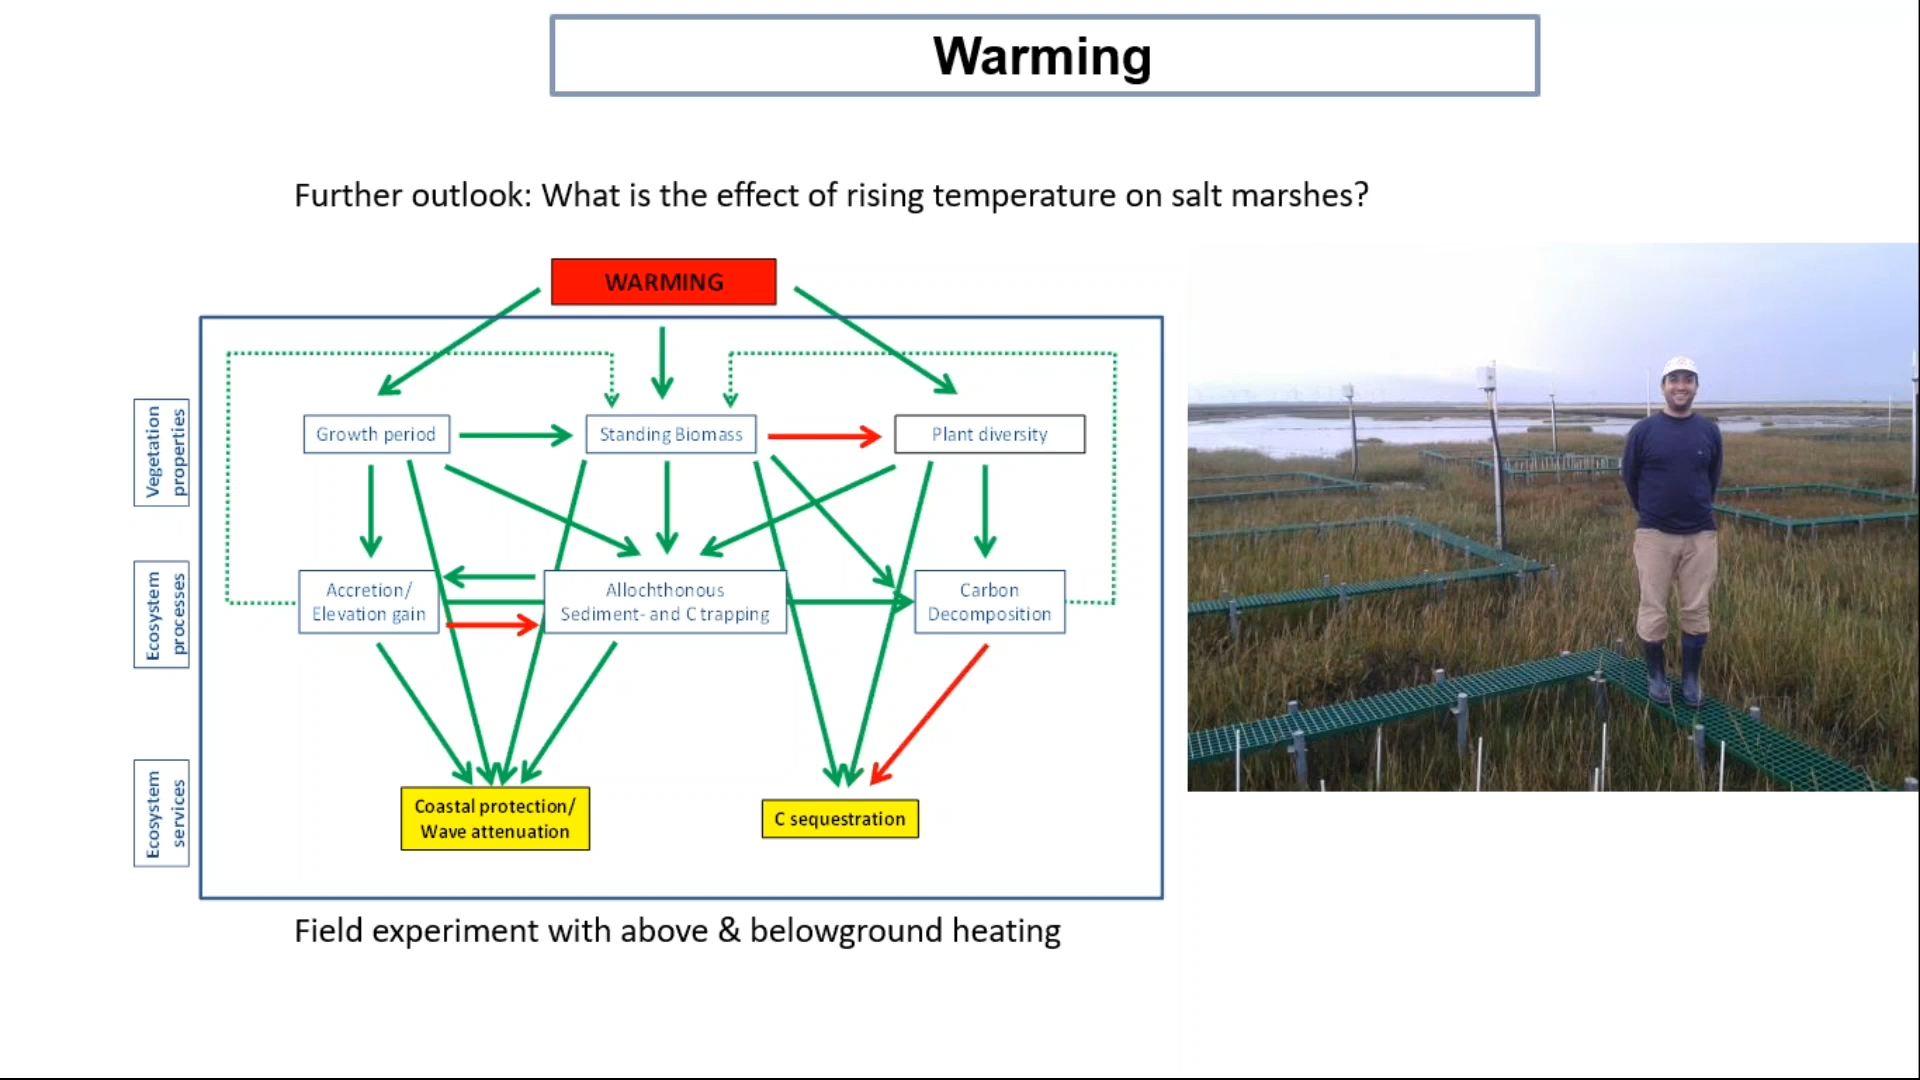 Warming
Further outlook: What is the effect of rising temperature on salt marshes?
WARMING
Vegetation
properties
Growth period
Standing Biomass
Plant diversity
Ecosystem
processes
Accretion/
Elevation gain
Allochthonous
Sediment- and C trapping
Carbon
Decomposition
Ecosystem
services
Coastal protection/
Wave attenuation
C sequestration
Field experiment with above & belowground heating